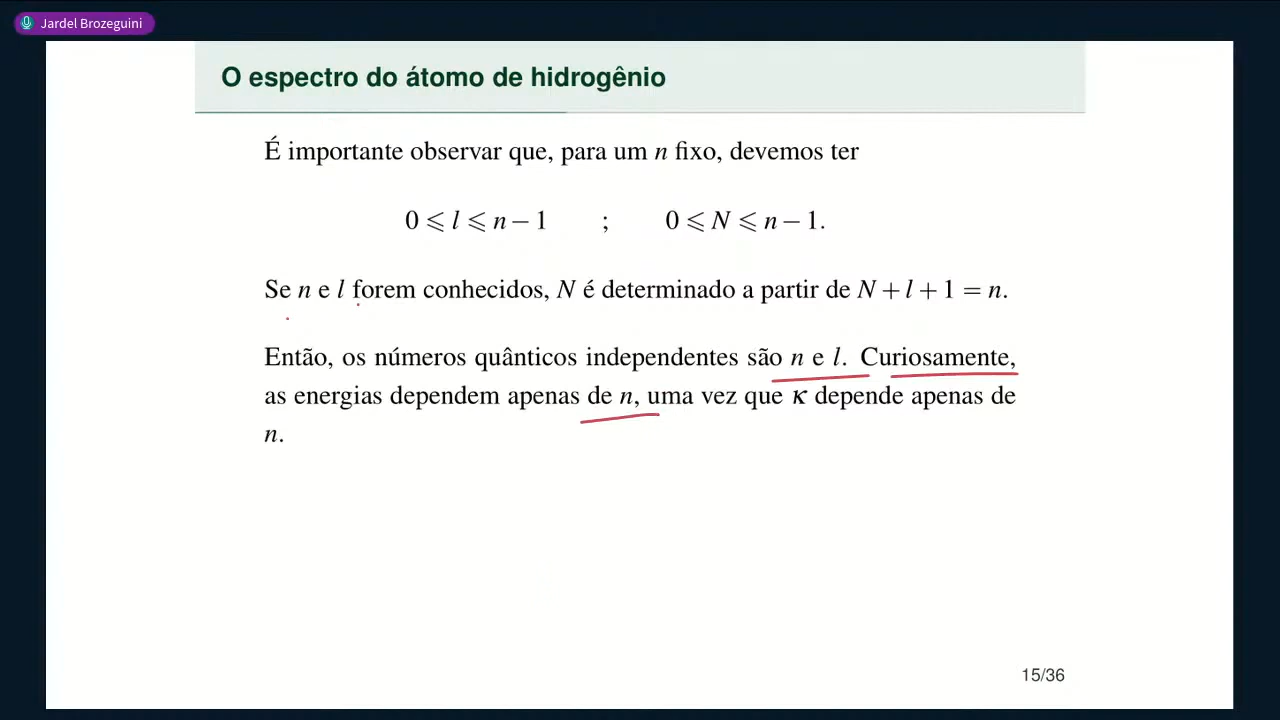 Jardel Brozeguini
O espectro do átomo de hidrogênio
É importante observar que, para um n fixo, devemos ter
0 ⩽ l ⩽ n − 1 ; 0 ⩽ N ⩽ n − 1.
Se n e l forem conhecidos, N é determinado a partir de N + l + 1 = n.
Então, os números quânticos independentes são n e l. Curiosamente,
as energias dependem apenas de n, uma vez que κ depende apenas de
n.
15/36